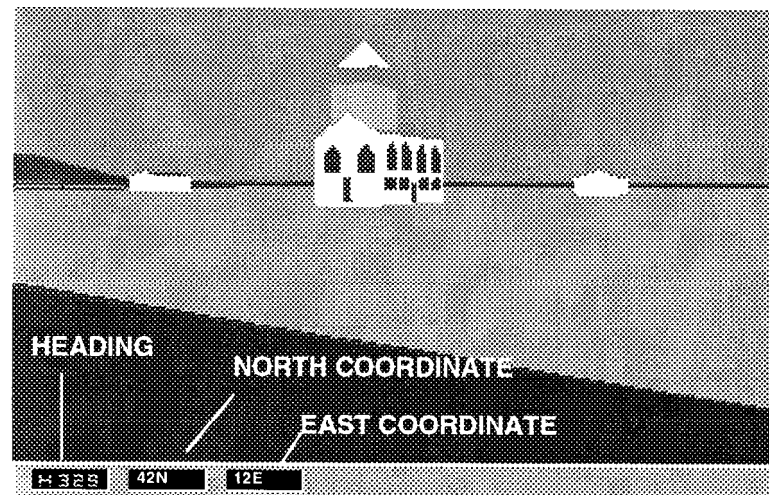 HEADING
NORTH COORDINATE
EAST COORDINATE
H 329 42N 12E